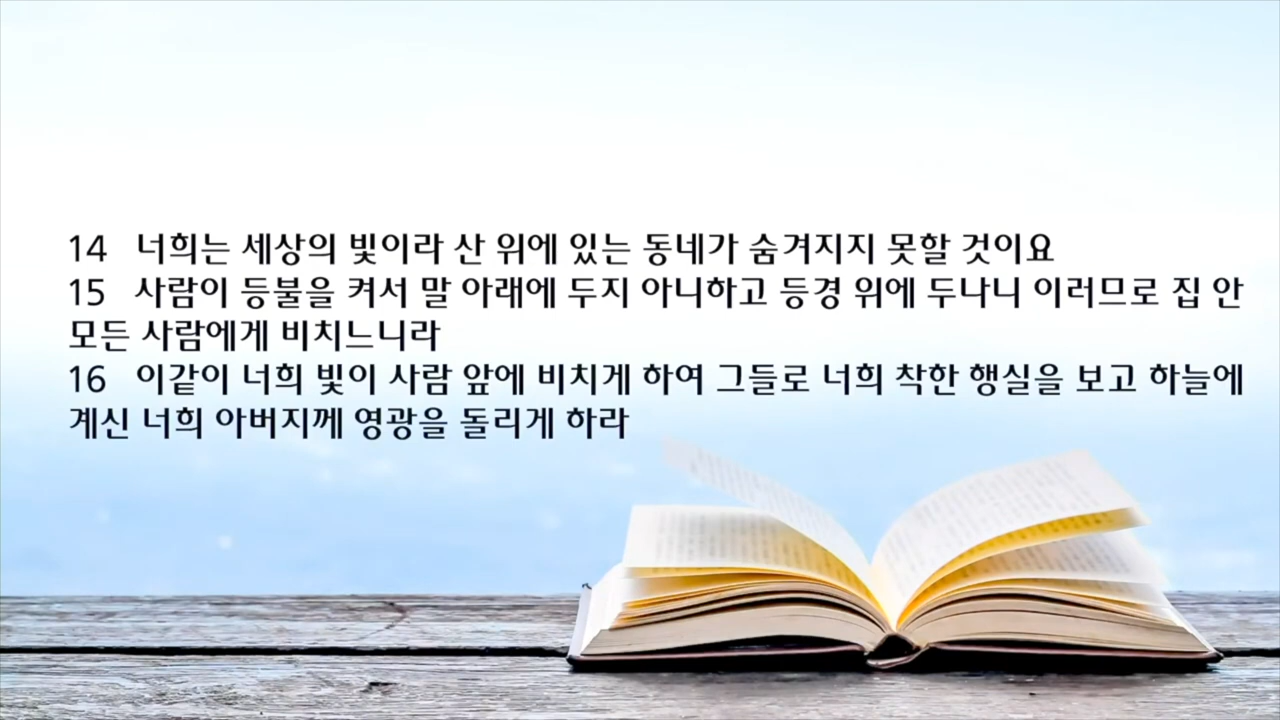 14 너희는 세상의 빛이라 산 위에 있는 동네가 숨겨지지 못할 것이요
15 사람이 등불을 켜서 말 아래에 두지 아니하고 등경 위에 두나니 이러므로 집 안
모든 사람에게 비치느니라
16 이같이 너희 빛이 사람 앞에 비치게 하여 그들로 너희 착한 행실을 보고 하늘에
계신 너희 아버지께 영광을 돌리게 하라